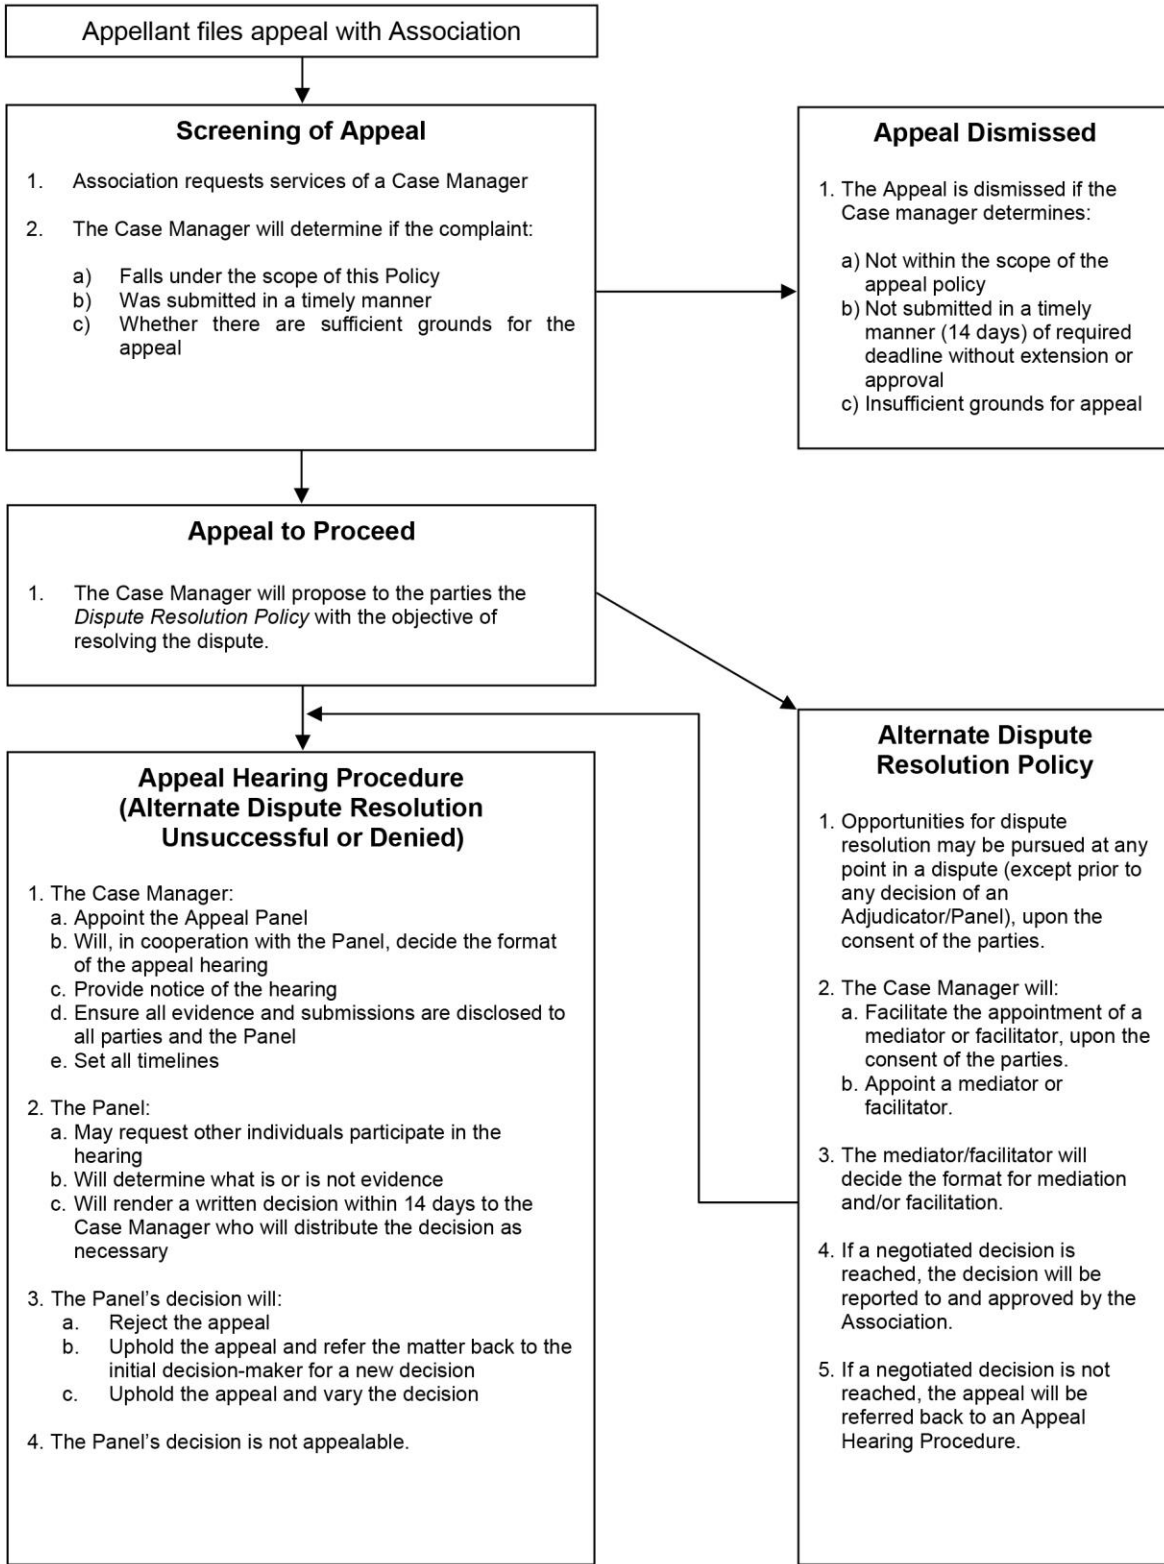 Appellant files appeal with Association
Screening of Appeal
1. Association requests services of a Case Manager
2. The Case Manager will determine if the complaint:
a) Falls under the scope of this Policy
b) Was submitted in a timely manner
c) Whether there are sufficient grounds for the
appeal
Appeal Dismissed
1. The Appeal is dismissed if the
Case manager determines:
a) Not within the scope of the
appeal policy
b) Not submitted in a timely
manner (14 days) of required
deadline without extension or
approval
c) Insufficient grounds for appeal
Appeal to Proceed
1. The Case Manager will propose to the parties the
Dispute Resolution Policy with the objective of
resolving the dispute.
Appeal Hearing Procedure
(Alternate Dispute Resolution
Unsuccessful or Denied)
1. The Case Manager:
a. Appoint the Appeal Panel
b. Will, in cooperation with the Panel, decide the format
of the appeal hearing
c. Provide notice of the hearing
d. Ensure all evidence and submissions are disclosed to
all parties and the Panel
e. Set all timelines
2. The Panel:
a. May request other individuals participate in the
hearing
b. Will determine what is or is not evidence
c. Will render a written decision within 14 days to the
Case Manager who will distribute the decision as
necessary
3. The Panel's decision will:
a. Reject the appeal
b. Uphold the appeal and refer the matter back to the
initial decision-maker for a new decision
c. Uphold the appeal and vary the decision
4. The Panel's decision is not appealable.
Alternate Dispute
Resolution Policy
1. Opportunities for dispute
resolution may be pursued at any
point in a dispute (except prior to
any decision of an
Adjudicator/Panel), upon the
consent of the parties.
2. The Case Manager will:
a. Facilitate the appointment of a
mediator or facilitator, upon the
consent of the parties.
b. Appoint a mediator or
facilitator.
3. The mediator/facilitator will
decide the format for mediation
and/or facilitation.
4. If a negotiated decision is
reached, the decision will be
reported to and approved by the
Association.
5. If a negotiated decision is not
reached, the appeal will be
referred back to an Appeal
Hearing Procedure.